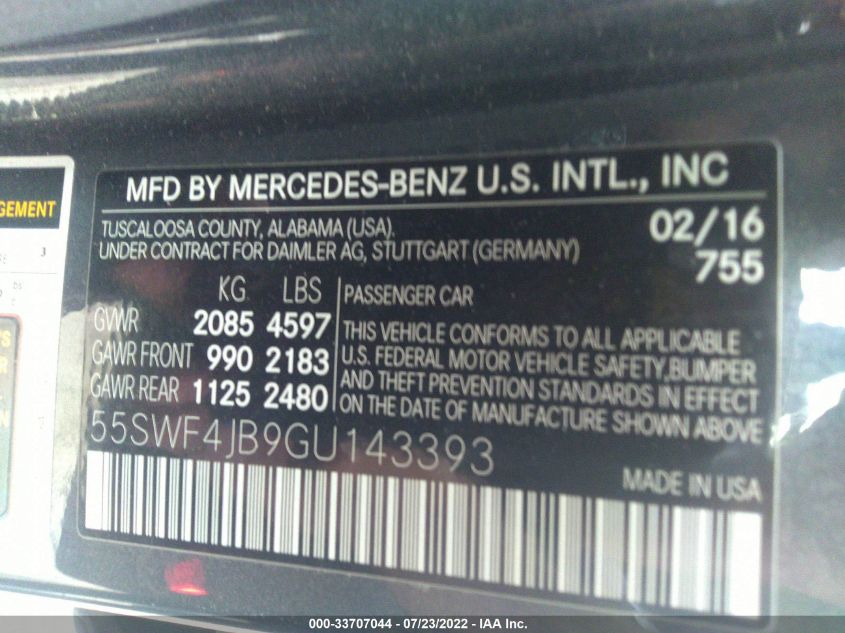 GEMENT
3
MFD BY MERCEDES-BENZ U.S. INTL., INC
TUSCALOOSA COUNTY, ALABAMA (USA).
UNDER CONTRACT FOR DAIMLER AG, STUTTGART (GERMANY)
02/16
755
KG LBS
GVWR 2085 4597
GAWR FRONT 990 2183
GAWR REAR 1125 2480
PASSENGER CAR
THIS VEHICLE CONFORMS TO ALL APPLICABLE
U.S. FEDERAL MOTOR VEHICLE SAFETY,BUMPER
AND THEFT PREVENTION STANDARDS IN EFFECT
ON THE DATE OF MANUFACTURE SHOWN ABOVE
55SWF4JB9GU143393
MADE IN USA
000-33707044 / 07/23/2022 - IAA Inc.